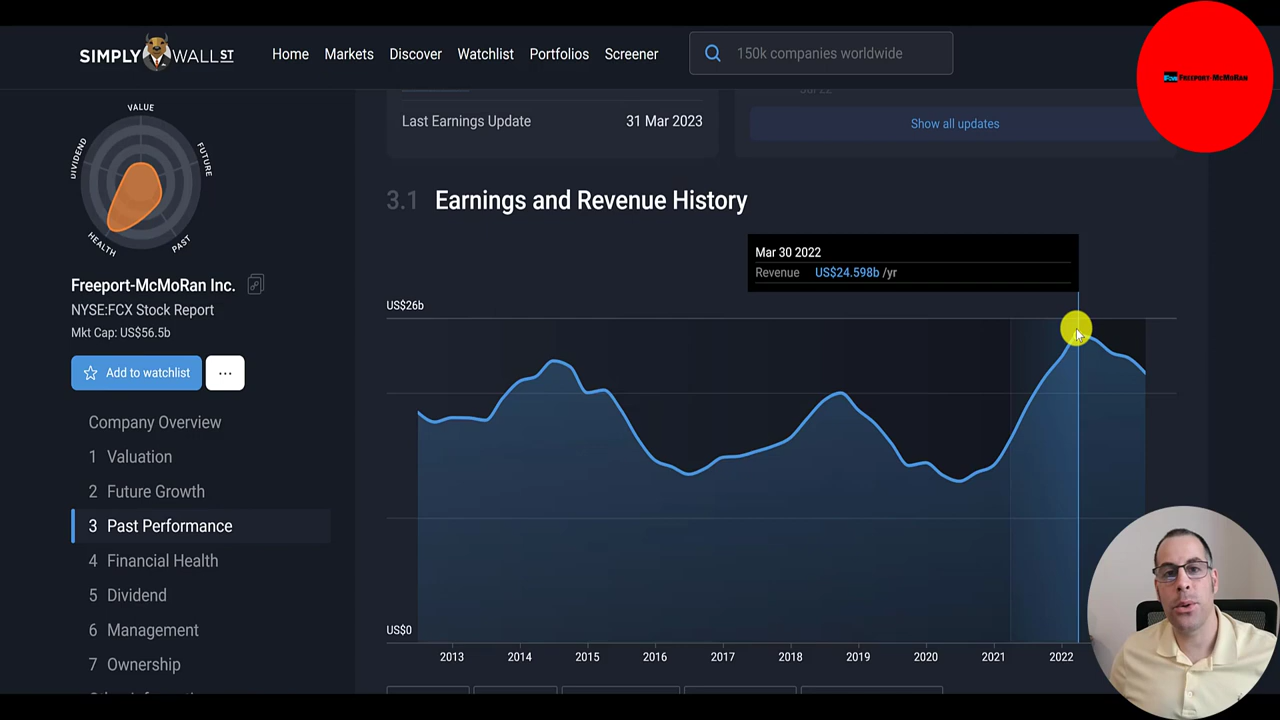 SIMPLY WALL ST
Home Markets Discover Watchlist Portfolios Screener
150k companies worldwide
FREEPORT-MCMORAN
VALUE
FUTURE
PAST
HEALTH
DIVIDEND
Freeport-McMoRan Inc.
NYSE:FCX Stock Report
Mkt Cap: US$56.5b
Add to watchlist
...
Company Overview
1 Valuation
2 Future Growth
3 Past Performance
4 Financial Health
5 Dividend
6 Management
7 Ownership
Last Earnings Update 31 Mar 2023
Show all updates
3.1 Earnings and Revenue History
Mar 30 2022
Revenue US$24.598b /yr
US$26b
US$0
2013 2014 2015 2016 2017 2018 2019 2020 2021 2022